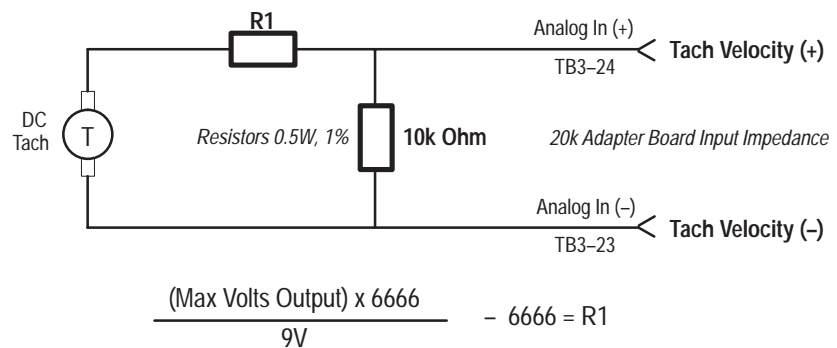 R1
Analog In (+)
Tach Velocity (+)
TB3–24
DC
Tach
T
Resistors 0.5W, 1%
10k Ohm
20k Adapter Board Input Impedance
Analog In (–)
Tach Velocity (–)
TB3–23
(Max Volts Output) x 6666
9V
– 6666 = R1